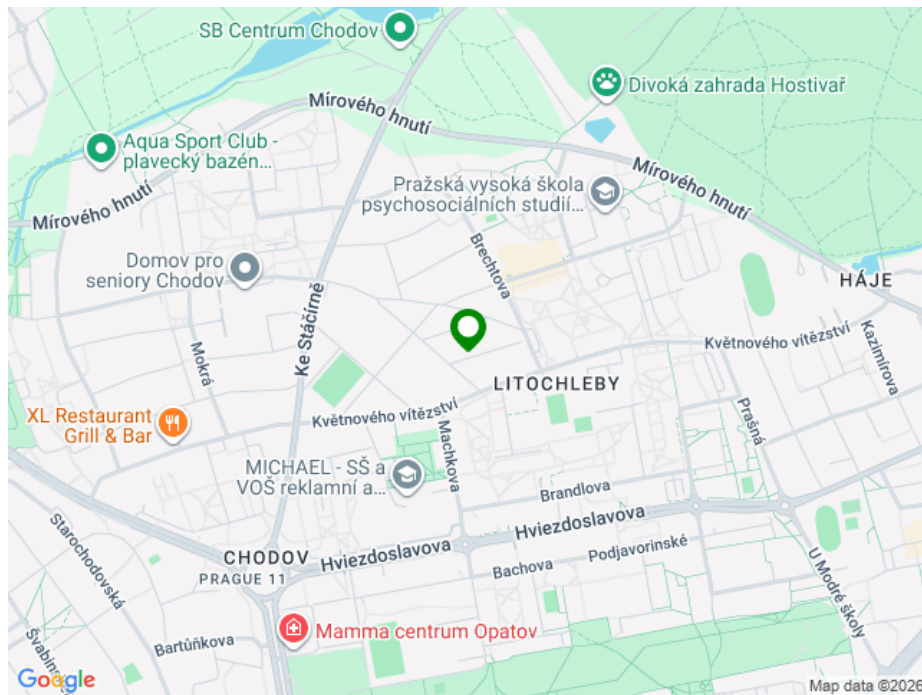 SB Centrum Chodov
Divoká zahrada Hostivař
Mírového hnutí
Aqua Sport Club -
plavecký bazén...
Pražská vysoká škola
psychosociálních studií...
Mírového hnutí
Mírového hnutí
Brechtova
Domov pro
seniory Chodov
HÁJE
Ke Stáčírně
Květnového vítězství
Kazimírova
Mokrá
LITOCHLEBY
XL Restaurant
Grill & Bar
Květnového vítězství
Prašná
Machkova
MICHAEL - SŠ a
VOŠ reklamní a...
Brandlova
Starochodovská
Hviezdoslavova
CHODOV
PRAGUE 11
Hviezdoslavova
Podjavorinské
Bachova
U Modré školy
Mamma centrum Opatov
Bartůňkova
Google
Map data ©2026